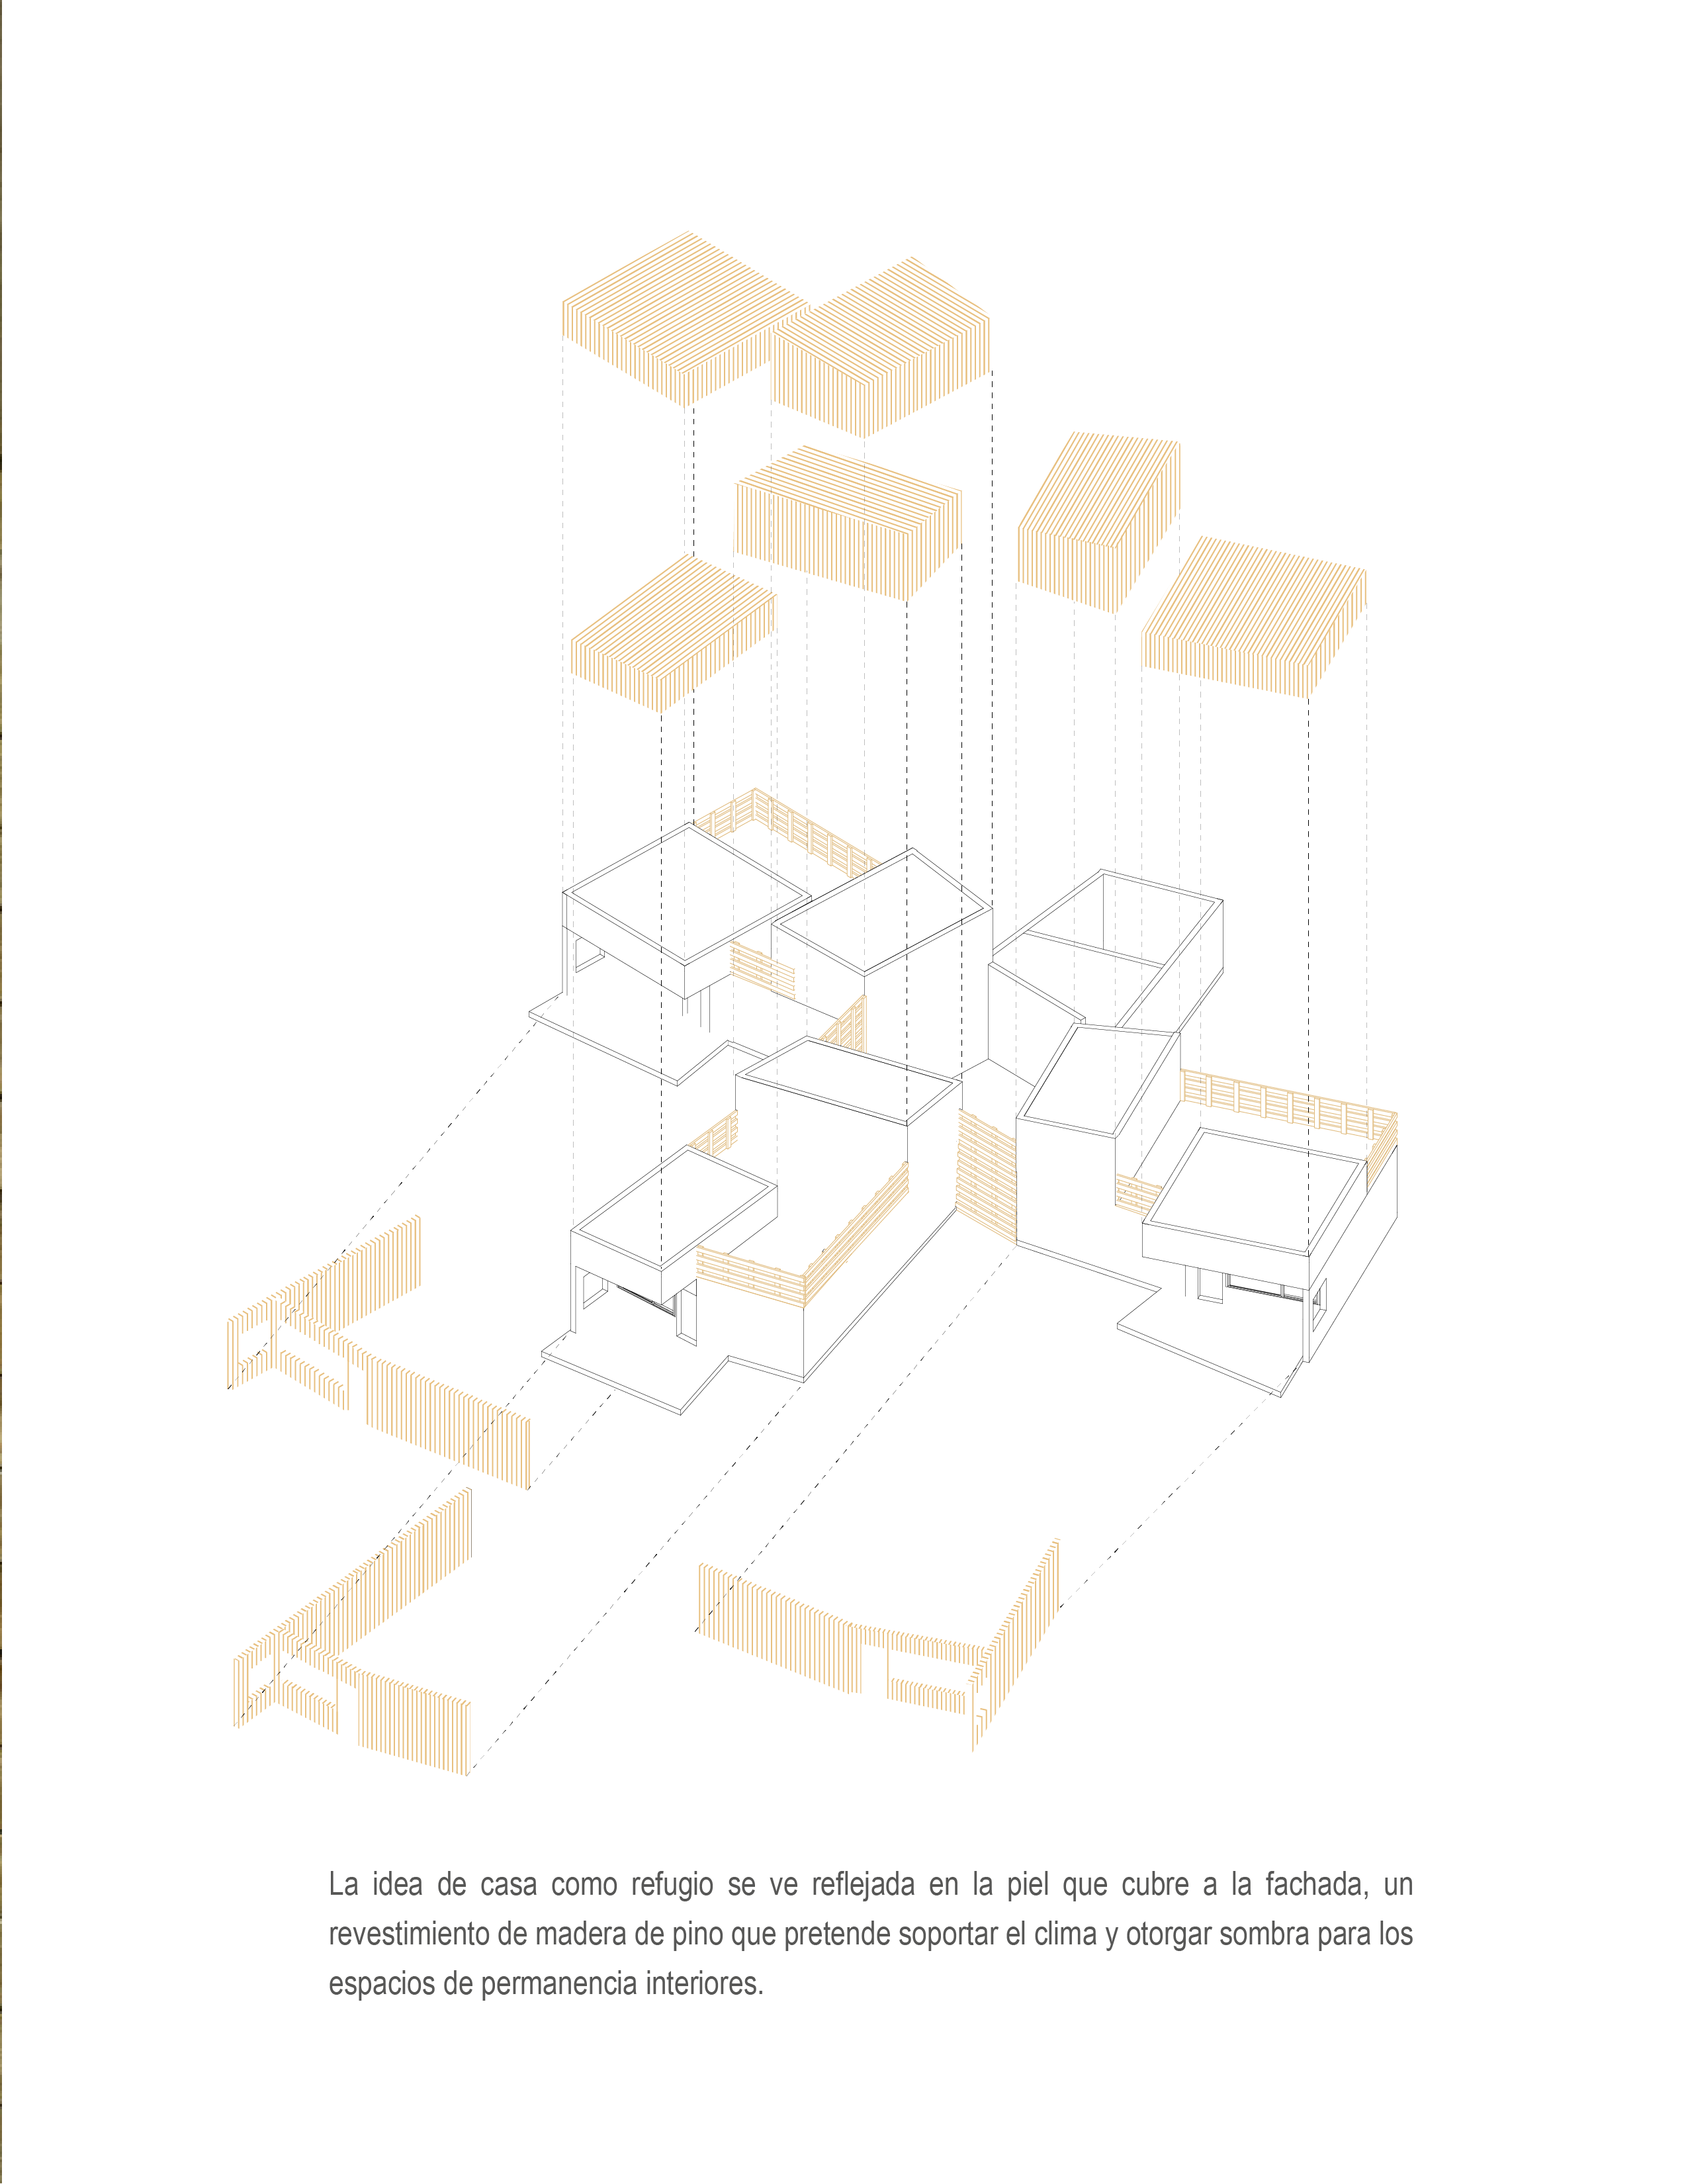 La idea de casa como refugio se ve reflejada en la piel que cubre a la fachada, un
revestimiento de madera de pino que pretende soportar el clima y otorgar sombra para los
espacios de permanencia interiores.